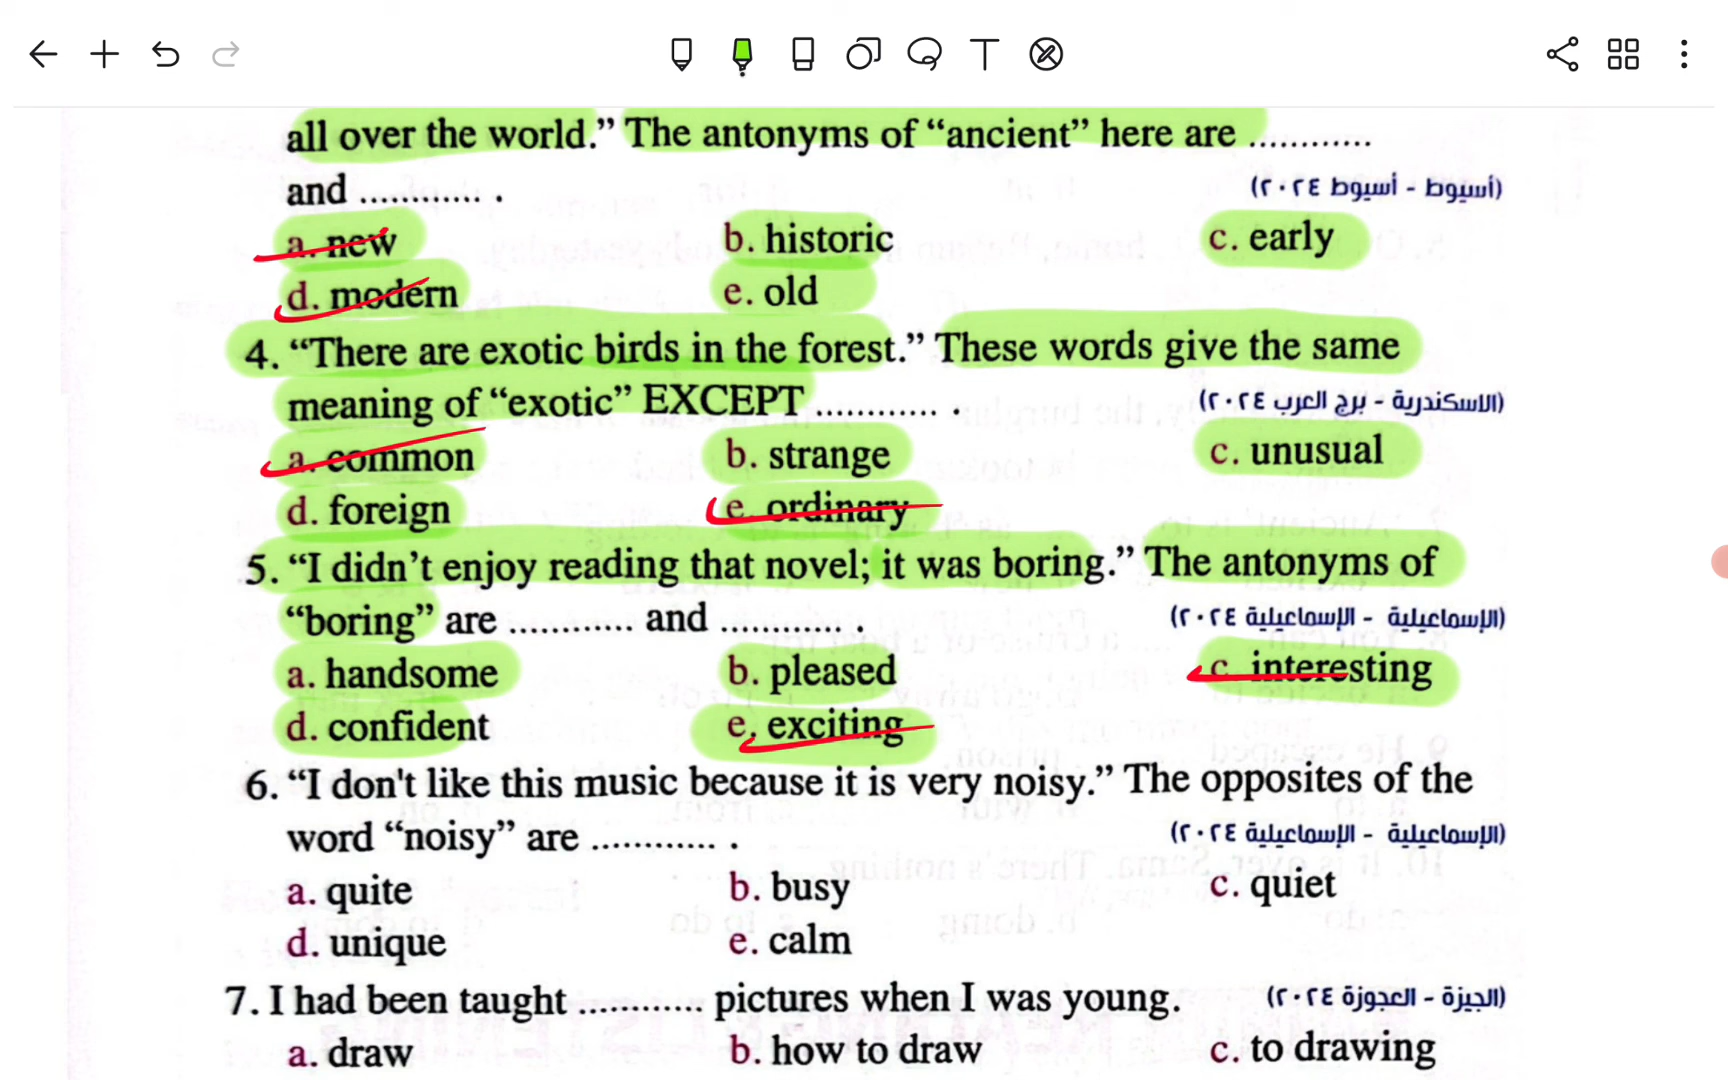 all over the world.” The antonyms of “ancient” here are ............
and ............ . (أسيوط - أسيوط ٢٠٢٤)
a. new b. historic c. early
d. modern e. old
4. “There are exotic birds in the forest.” These words give the same
meaning of “exotic” EXCEPT ............ . (الاسكندرية - برج العرب ٢٠٢٤)
a. common b. strange c. unusual
d. foreign e. ordinary
5. “I didn’t enjoy reading that novel; it was boring.” The antonyms of
“boring” are ............ and ............ . (الإسماعيلية - الإسماعيلية ٢٠٢٤)
a. handsome b. pleased c. interesting
d. confident e. exciting
6. “I don't like this music because it is very noisy.” The opposites of the
word “noisy” are ............ . (الإسماعيلية - الإسماعيلية ٢٠٢٤)
a. quite b. busy c. quiet
d. unique e. calm
7. I had been taught ............ pictures when I was young. (الجيزة - العجوزة ٢٠٢٤)
a. draw b. how to draw c. to drawing